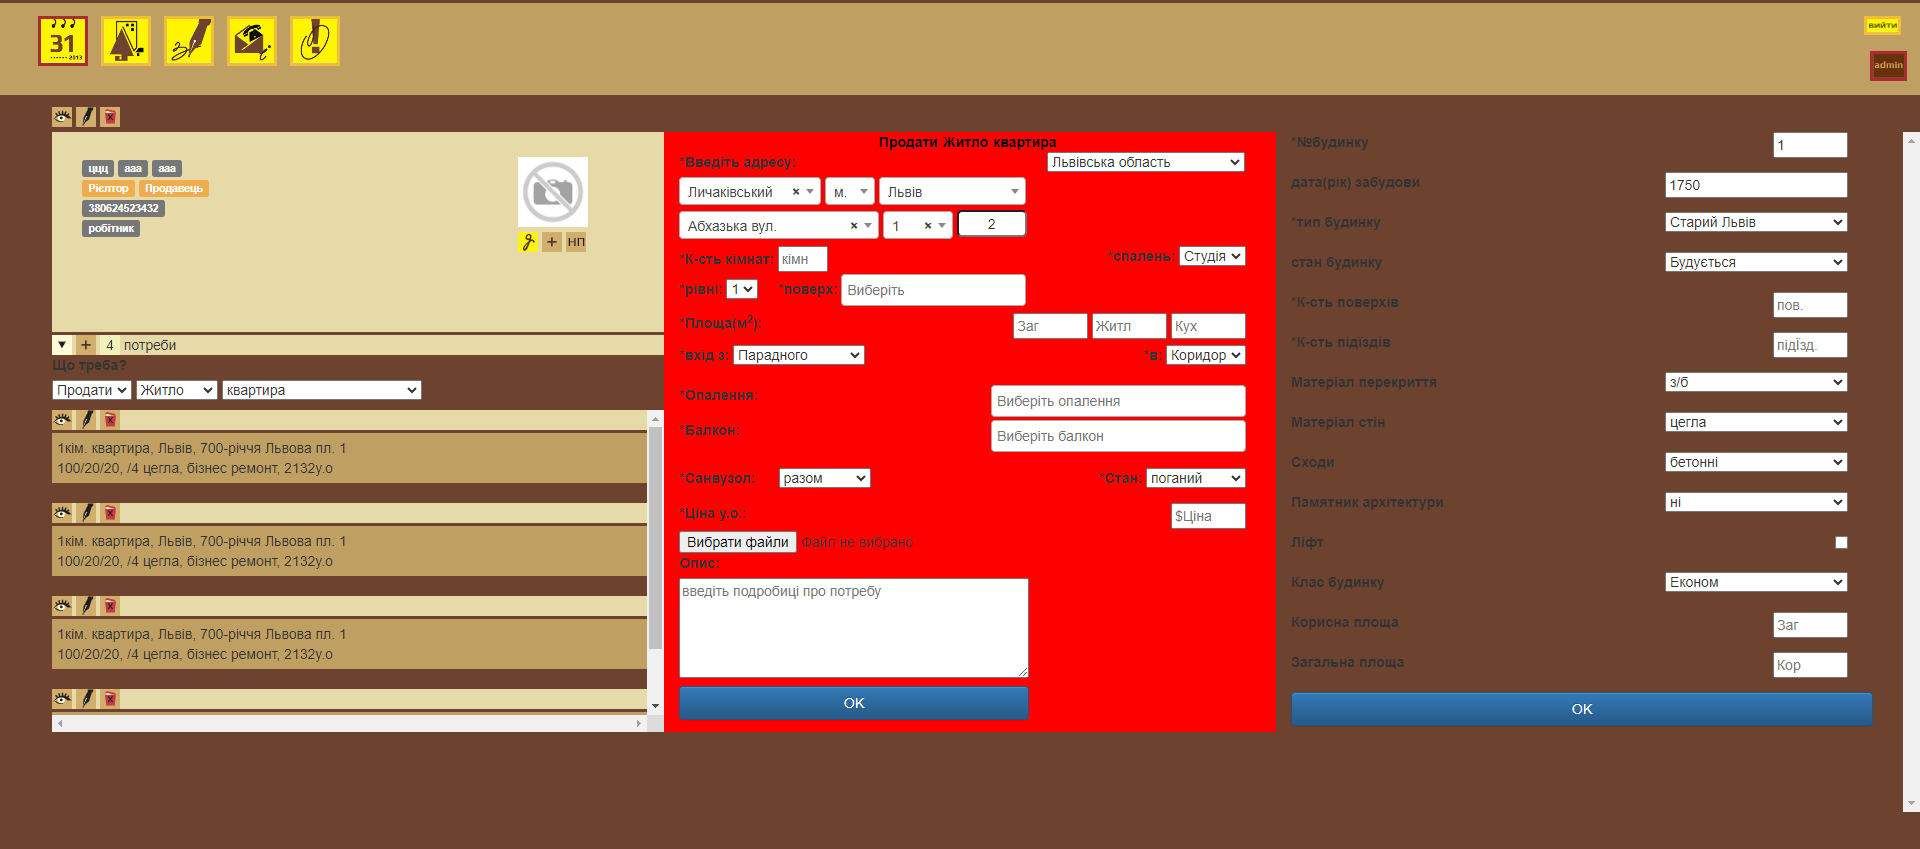 31
2013
вийти
admin
ццц ааа ааа
Рієлтор Продавець
380624523432
робітник
+ НП
▼ + 4 потреби
Що треба?
Продати Житло квартира
1кім. квартира, Львів, 700-річчя Львова пл. 1
100/20/20, /4 цегла, бізнес ремонт, 2132у.о
1кім. квартира, Львів, 700-річчя Львова пл. 1
100/20/20, /4 цегла, бізнес ремонт, 2132у.о
1кім. квартира, Львів, 700-річчя Львова пл. 1
100/20/20, /4 цегла, бізнес ремонт, 2132у.о
Продати Житло квартира
*Введіть адресу: Львівська область
Личаківський × м. Львів
Абхазька вул. × 1 × 2
*К-сть кімнат: кімн *спалень: Студія
*рівні: 1 *поверх: Виберіть
*Площа(м²): Заг Житл Кух
*вхід з: Парадного *в: Коридор
*Опалення: Виберіть опалення
*Балкон: Виберіть балкон
*Санвузол: разом *Стан: поганий
*Ціна у.о.: $Ціна
Вибрати файли Файл не вибрано
Опис:
введіть подробиці про потребу
OK
*№будинку 1
дата(рік) забудови 1750
*тип будинку Старий Львів
стан будинку Будується
*К-сть поверхів пов.
*К-сть підіздів підЇзд.
Матеріал перекриття з/б
Матеріал стін цегла
Сходи бетонні
Памятник архітектури ні
Ліфт
Клас будинку Економ
Корисна площа Заг
Загальна площа Кор
OK